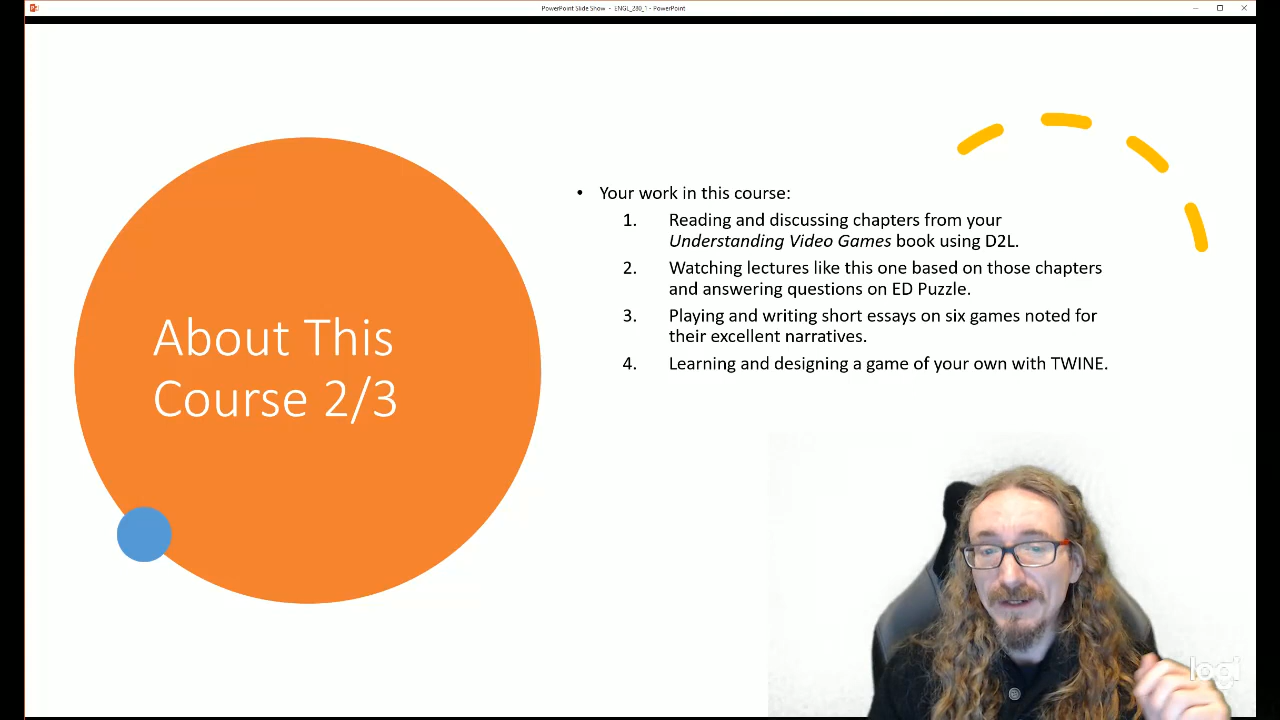 PowerPoint Slide Show - ENGL_280_1 - PowerPoint
About This
Course 2/3
• Your work in this course:
1. Reading and discussing chapters from your
Understanding Video Games book using D2L.
2. Watching lectures like this one based on those chapters
and answering questions on ED Puzzle.
3. Playing and writing short essays on six games noted for
their excellent narratives.
4. Learning and designing a game of your own with TWINE.
logi